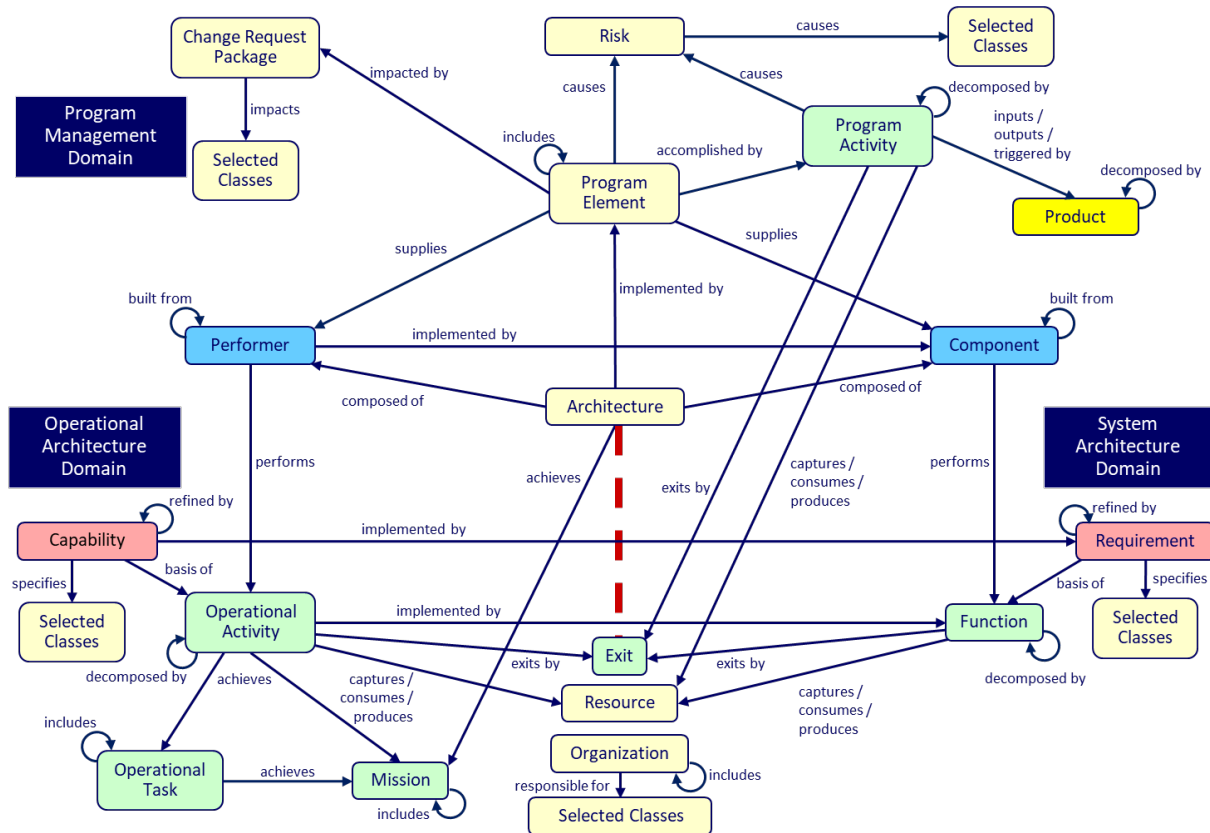 Change Request
Package
Risk
causes
Selected
Classes
impacted by
causes
decomposed by
impacts
causes
Program
Management
Domain
Program
Activity
inputs /
outputs /
triggered by
includes
accomplished by
Selected
Classes
decomposed by
Program
Element
Product
supplies
supplies
implemented by
built from
built from
Performer
implemented by
Component
composed of
Architecture
composed of
Operational
Architecture
Domain
System
Architecture
Domain
performs
achieves
captures /
consumes /
produces
exits by
performs
refined by
refined by
Capability
implemented by
Requirement
specifies
basis of
basis of
specifies
Selected
Classes
Operational
Activity
implemented by
Function
Selected
Classes
Exit
decomposed by
exits by
exits by
decomposed by
achieves
captures /
consumes /
produces
Resource
captures /
consumes /
produces
includes
Organization
Operational
Task
achieves
Mission
responsible for
includes
includes
Selected Classes